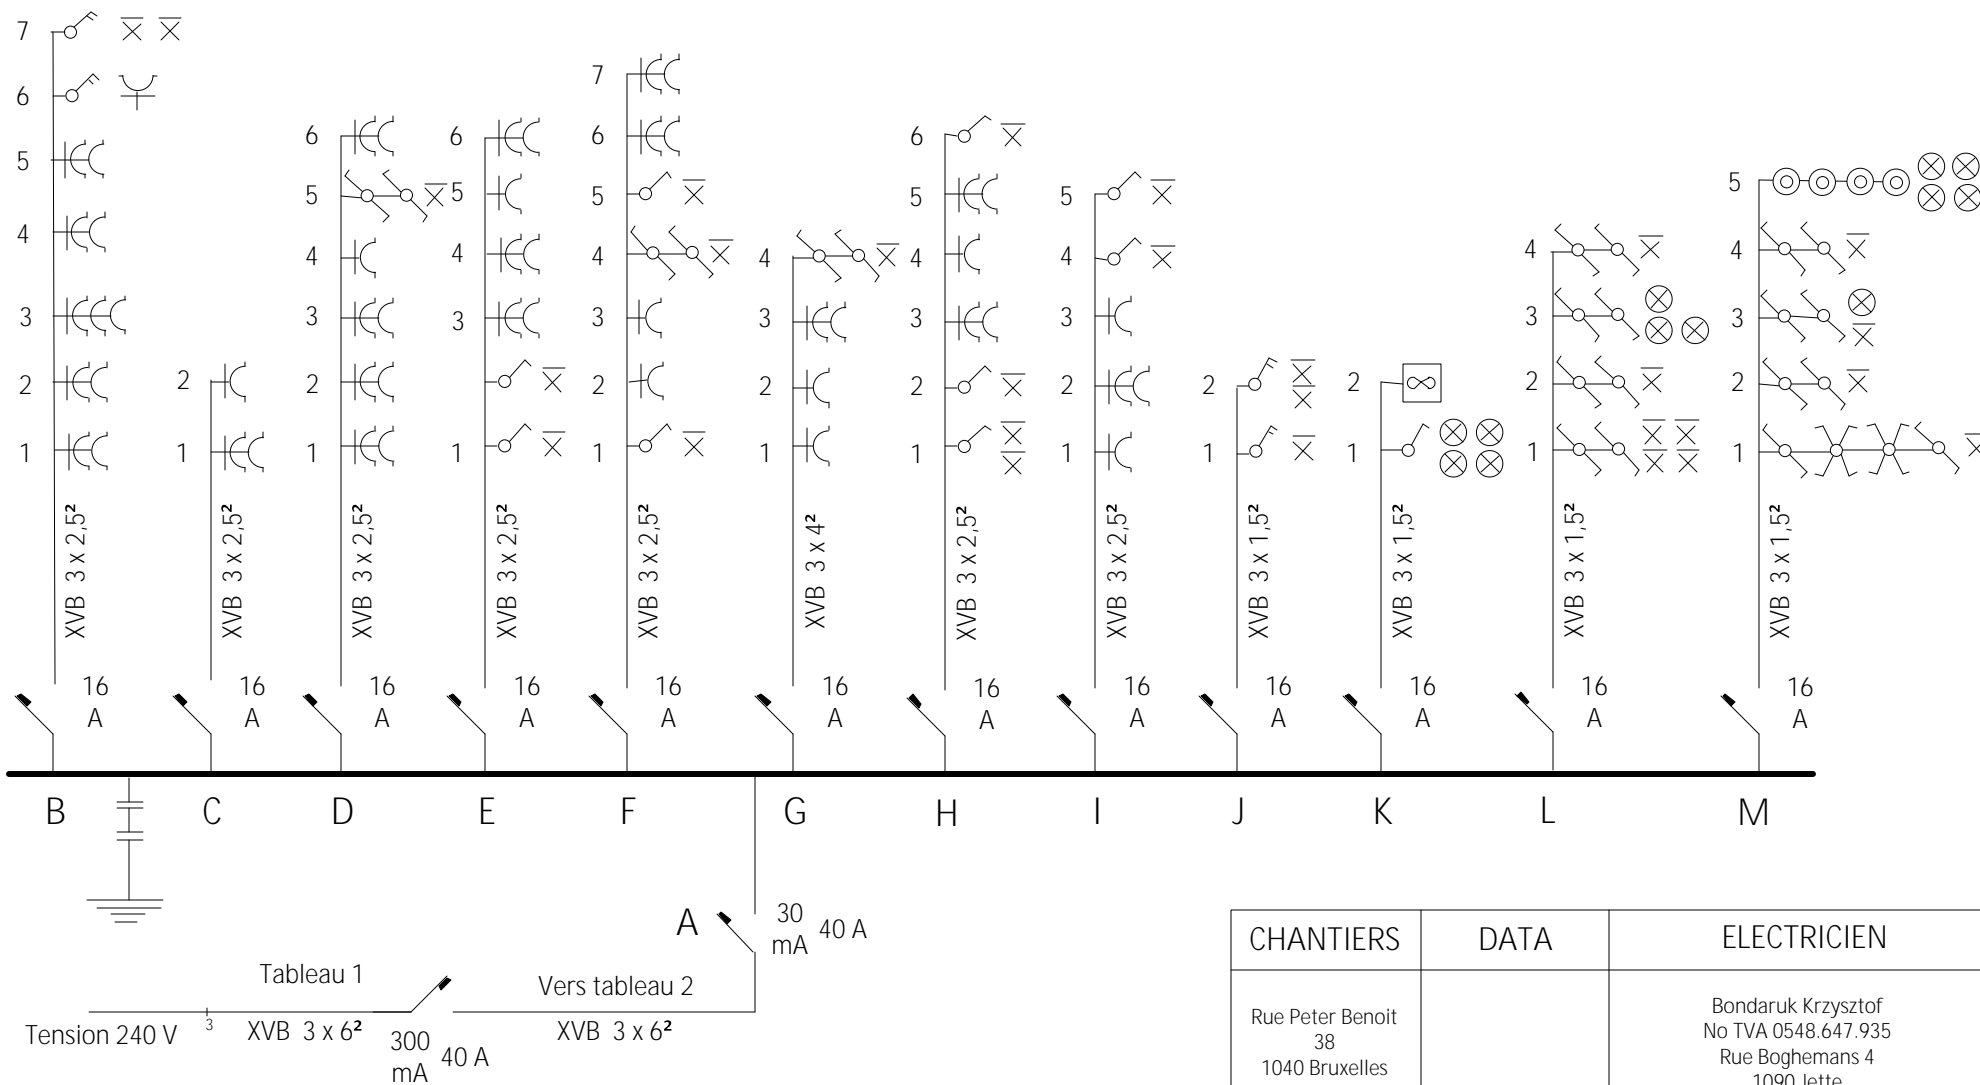 7
6
5
4
3
2
1
2
1
6
5
4
3
2
1
6
5
4
3
2
1
7
6
5
4
3
2
1
4
3
2
1
6
5
4
3
2
1
5
4
3
2
1
2
1
2
1
4
3
2
1
5
4
3
2
1
XVB 3 x 2,5²
XVB 3 x 2,5²
XVB 3 x 2,5²
XVB 3 x 2,5²
XVB 3 x 2,5²
XVB 3 x 4²
XVB 3 x 2,5²
XVB 3 x 2,5²
XVB 3 x 1,5²
XVB 3 x 1,5²
XVB 3 x 1,5²
XVB 3 x 1,5²
16
A
16
A
16
A
16
A
16
A
16
A
16
A
16
A
16
A
16
A
16
A
16
A
B C D E F G H I J K L M
A
30
mA
40 A
Tableau 1
Vers tableau 2
Tension 240 V
3
XVB 3 x 6²
XVB 3 x 6²
300
mA
40 A
CHANTIERS DATA ELECTRICIEN
Rue Peter Benoit
38
1040 Bruxelles
Bondaruk Krzysztof
No TVA 0548.647.935
Rue Boghemans 4
1090 Jette